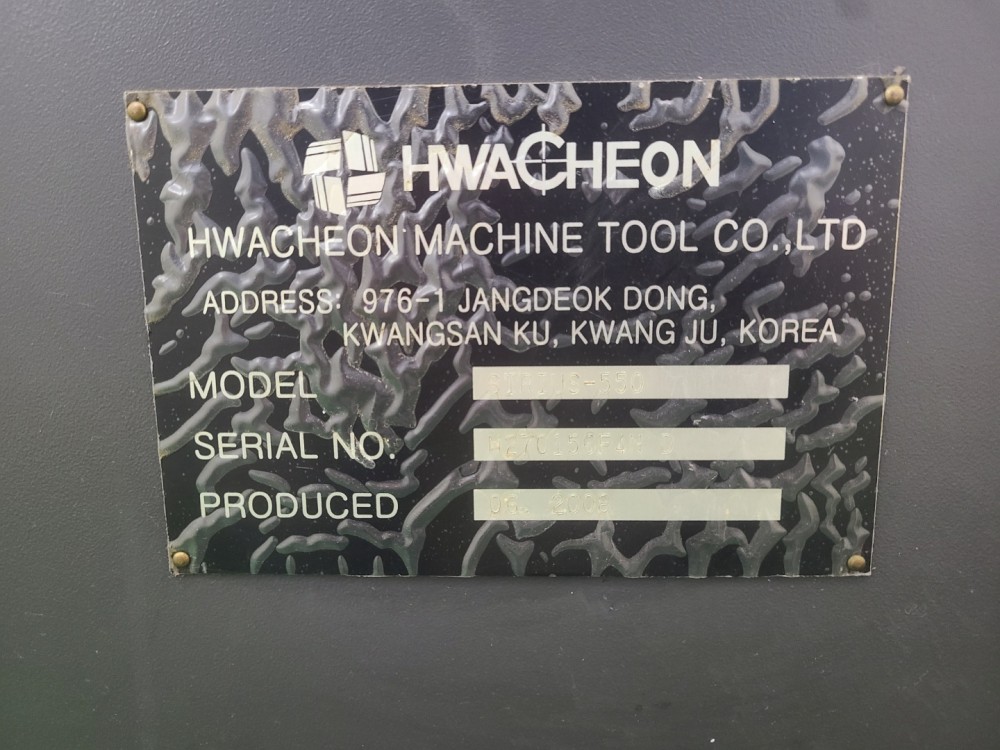 HWACHEON
HWACHEON MACHINE TOOL CO.,LTD
ADDRESS: 976-1 JANGDEOK DONG,
KWANGSAN KU, KWANG JU, KOREA
MODEL
SERIAL NO.
PRODUCED